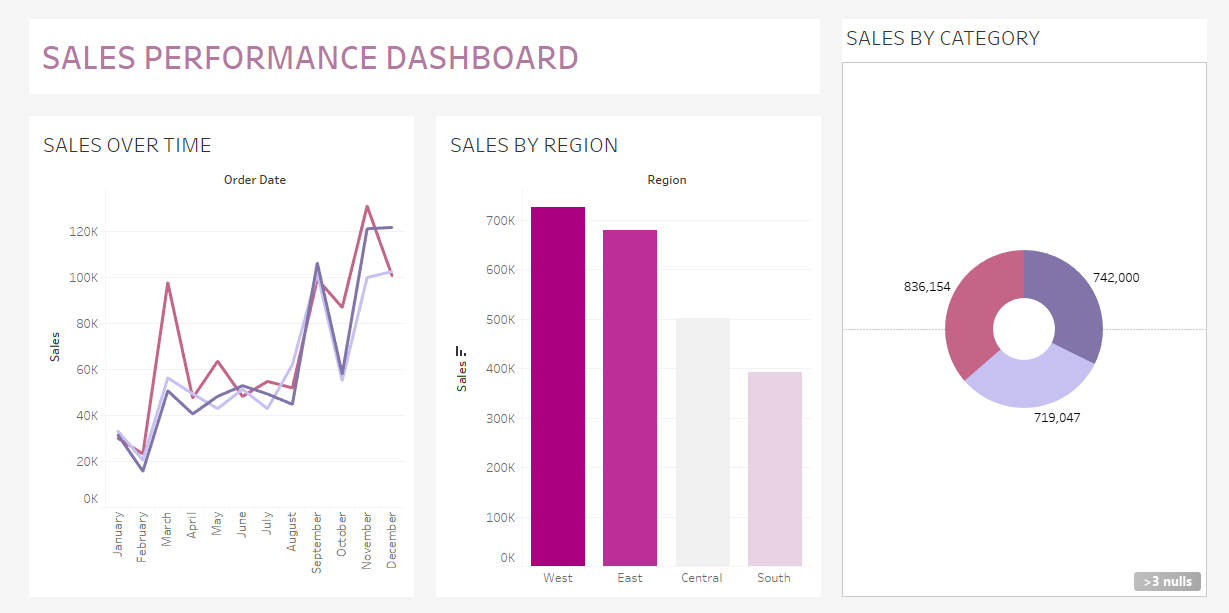 SALES PERFORMANCE DASHBOARD
SALES OVER TIME
Order Date
Sales
120K
100K
80K
60K
40K
20K
0K
January
February
March
April
May
June
July
August
September
October
November
December
SALES BY REGION
Region
Sales
700K
600K
500K
400K
300K
200K
100K
0K
West
East
Central
South
SALES BY CATEGORY
836,154
742,000
719,047
>3 nulls